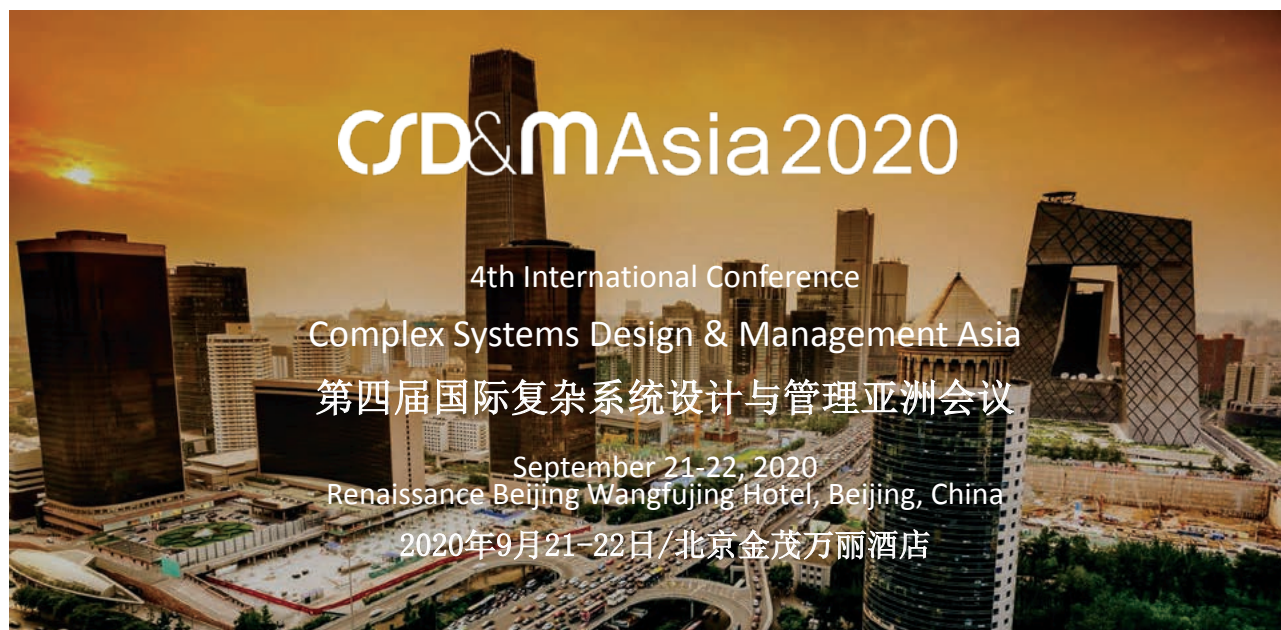 CSD&MAsia2020
4th International Conference
Complex Systems Design & Management Asia
第四届国际复杂系统设计与管理亚洲会议
September 21-22, 2020
Renaissance Beijing Wangfujing Hotel, Beijing, China
2020年9月21-22日/北京金茂万丽酒店